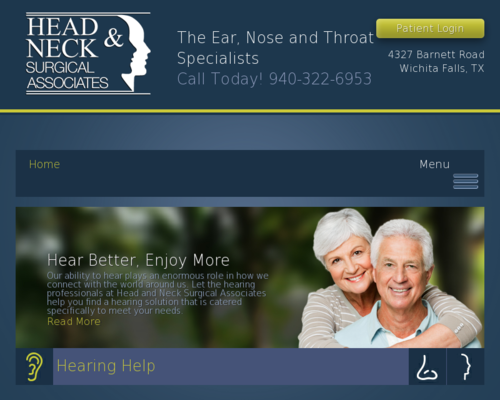 HEAD &
NECK
SURGICAL
ASSOCIATES
The Ear, Nose and Throat
Specialists
Call Today! 940-322-6953
Patient Login
4327 Barnett Road
Wichita Falls, TX
Home
Menu
Hear Better, Enjoy More
Our ability to hear plays an enormous role in how we
connect with the world around us. Let the hearing
professionals at Head and Neck Surgical Associates
help you find a hearing solution that is catered
specifically to meet your needs.
Read More
Hearing Help